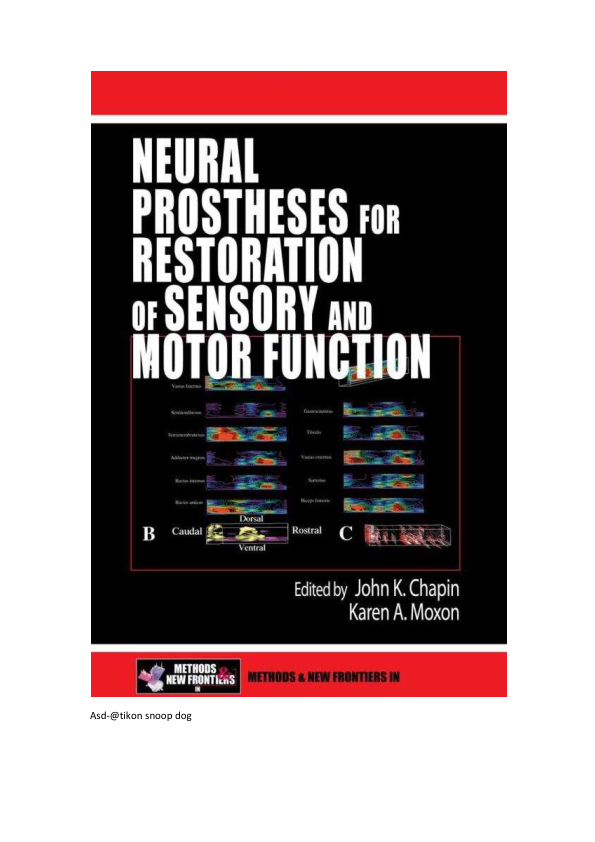 NEURAL
PROSTHESES FOR
RESTORATION
OF SENSORY AND
MOTOR FUNCTION
Vastus Internus
Semitendinosus
Semimembranosus
Adductor magnus
Rectus internus
Rectus anticus
Gastrocnemius
Tibialis
Vastus externus
Sartorius
Biceps femoris
Dorsal
B Caudal Rostral C
Ventral
Edited by John K. Chapin
Karen A. Moxon
METHODS &
NEW FRONTIERS
IN
METHODS & NEW FRONTIERS IN
Asd-@tikon snoop dog